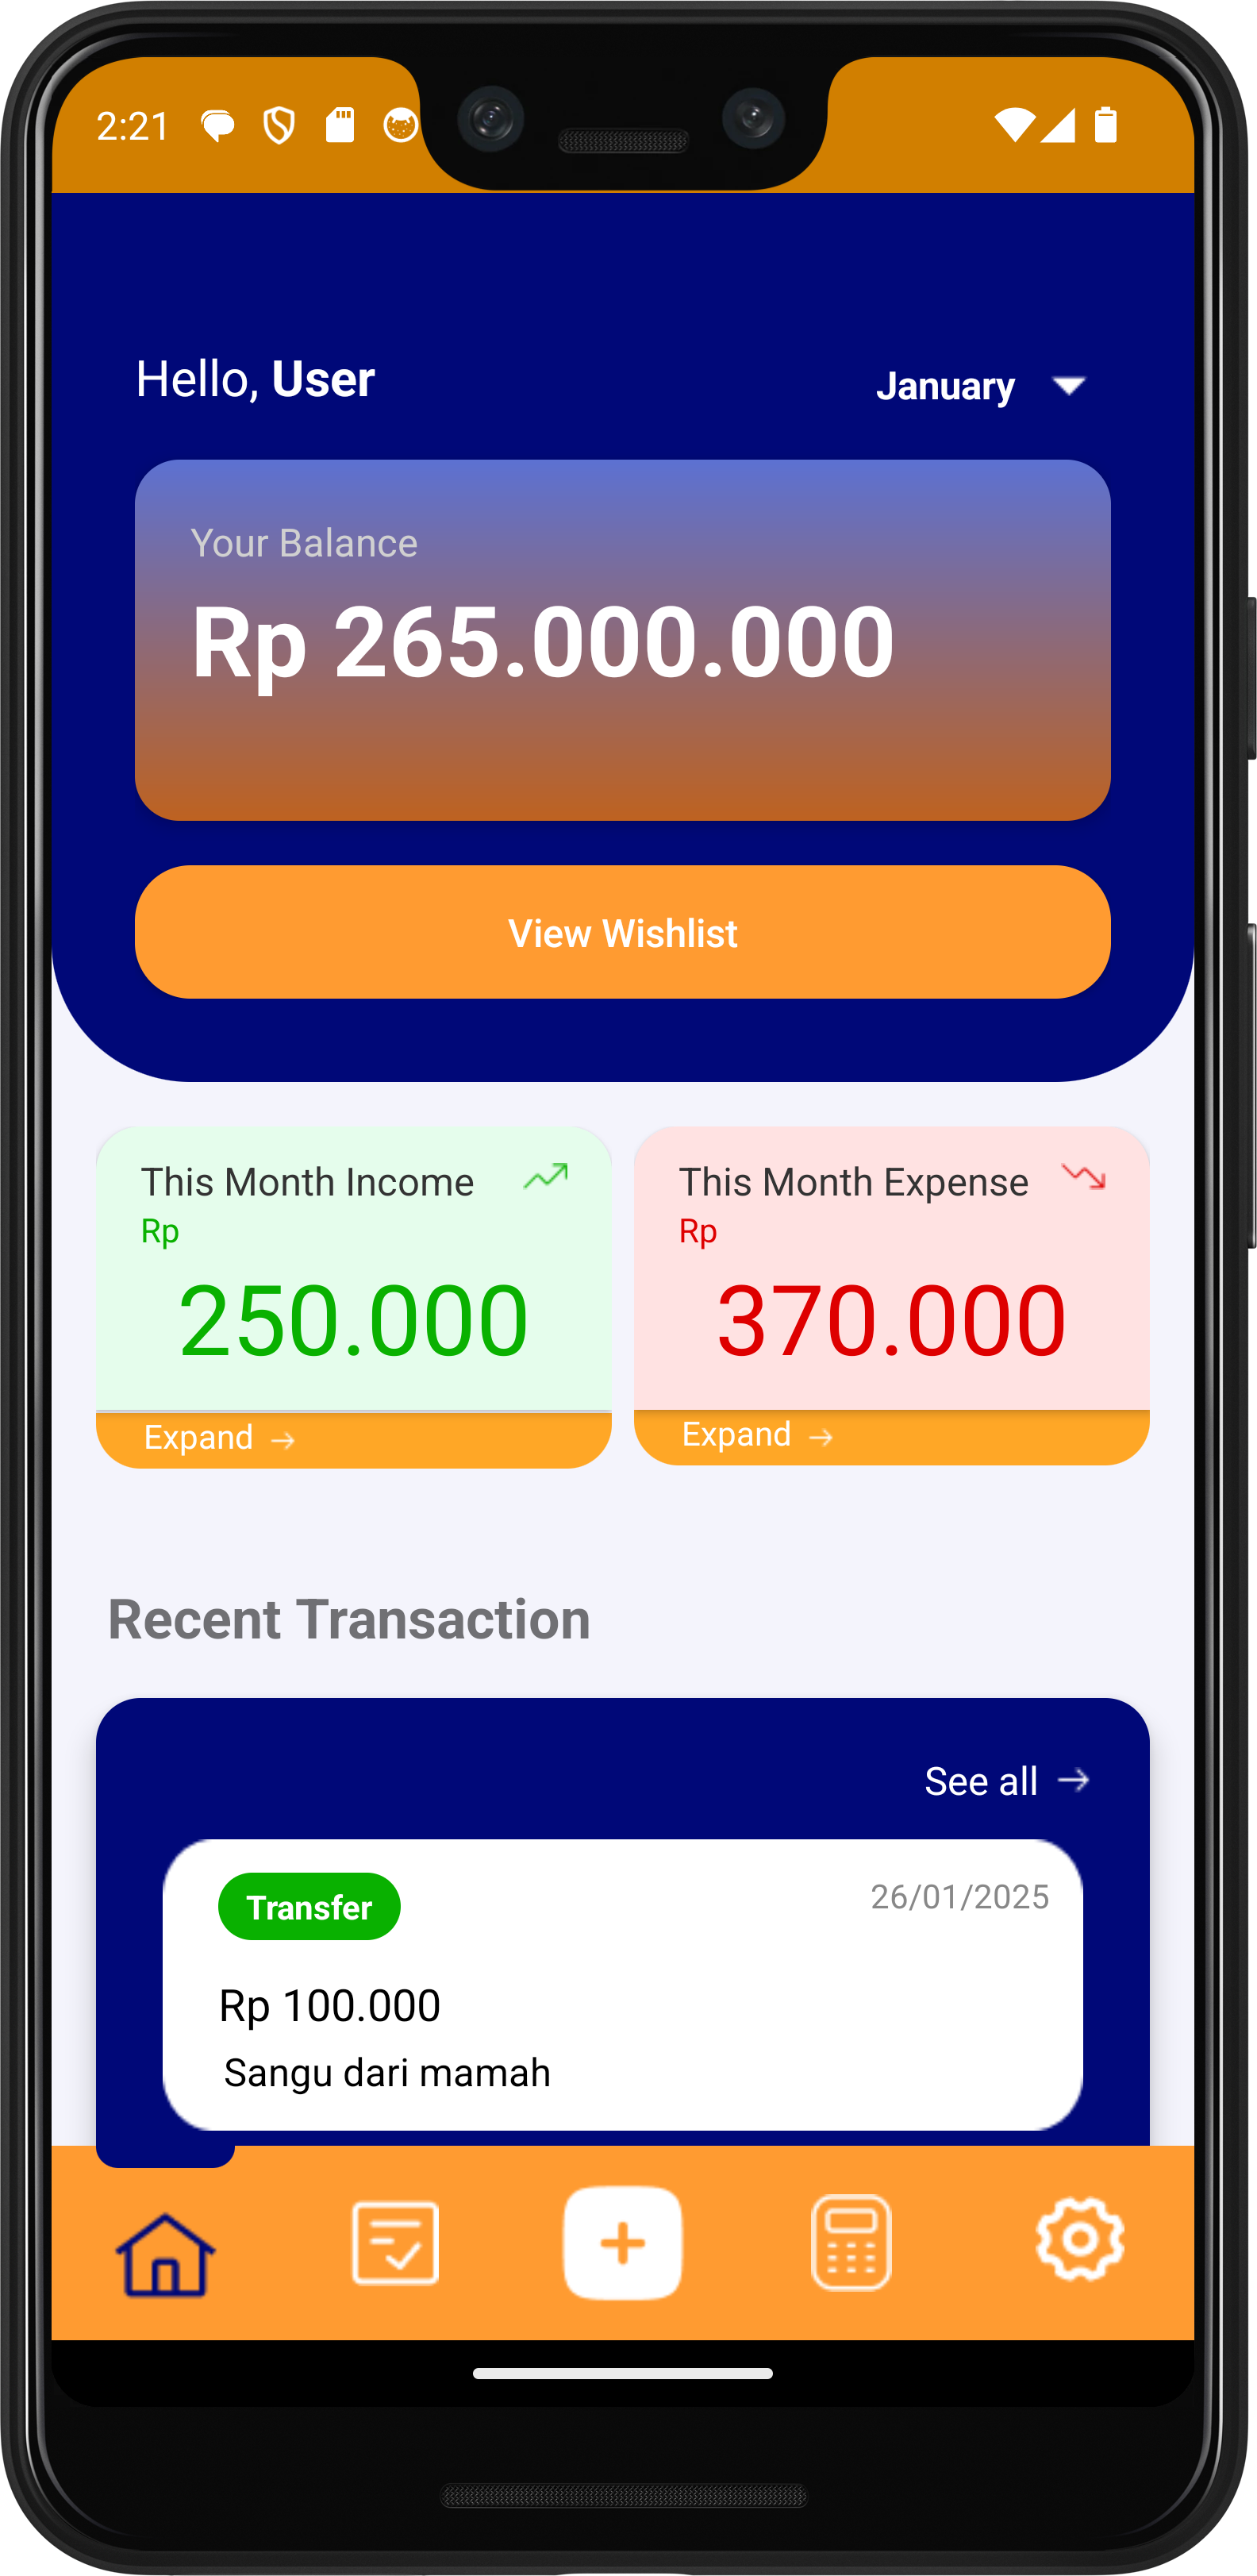 2:21
Hello, User
January
Your Balance
Rp 265.000.000
View Wishlist
This Month Income
Rp
250.000
Expand →
This Month Expense
Rp
370.000
Expand →
Recent Transaction
See all →
Transfer
26/01/2025
Rp 100.000
Sangu dari mamah